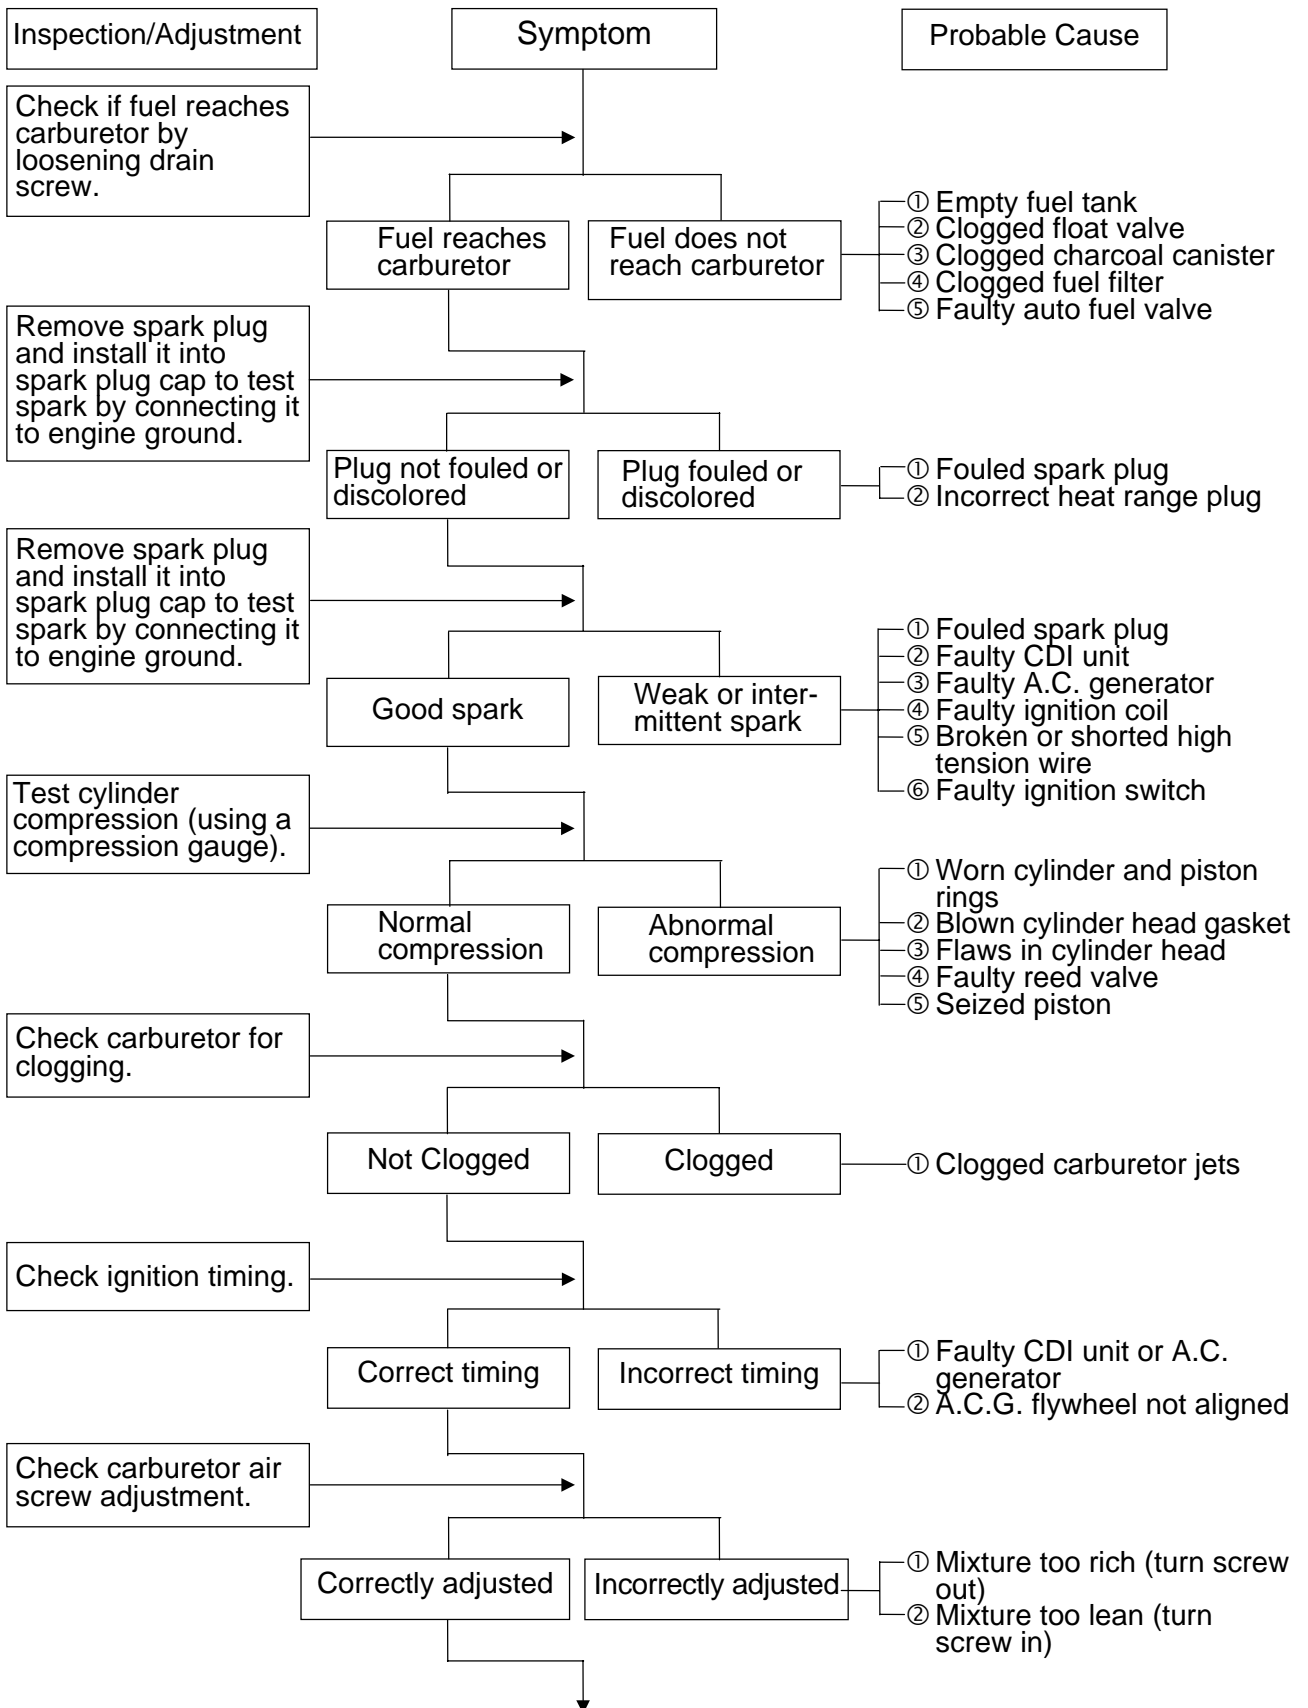 Inspection/Adjustment
Symptom
Probable Cause
Check if fuel reaches
carburetor by
loosening drain
screw.
Fuel reaches
carburetor
Fuel does not
reach carburetor
① Empty fuel tank
② Clogged float valve
③ Clogged charcoal canister
④ Clogged fuel filter
⑤ Faulty auto fuel valve
Remove spark plug
and install it into
spark plug cap to test
spark by connecting it
to engine ground.
Plug not fouled or
discolored
Plug fouled or
discolored
① Fouled spark plug
② Incorrect heat range plug
Remove spark plug
and install it into
spark plug cap to test
spark by connecting it
to engine ground.
Good spark
Weak or inter-
mittent spark
① Fouled spark plug
② Faulty CDI unit
③ Faulty A.C. generator
④ Faulty ignition coil
⑤ Broken or shorted high
tension wire
⑥ Faulty ignition switch
Test cylinder
compression (using a
compression gauge).
Normal
compression
Abnormal
compression
① Worn cylinder and piston
rings
② Blown cylinder head gasket
③ Flaws in cylinder head
④ Faulty reed valve
⑤ Seized piston
Check carburetor for
clogging.
Not Clogged
Clogged
① Clogged carburetor jets
Check ignition timing.
Correct timing
Incorrect timing
① Faulty CDI unit or A.C.
generator
② A.C.G. flywheel not aligned
Check carburetor air
screw adjustment.
Correctly adjusted
Incorrectly adjusted
① Mixture too rich (turn screw
out)
② Mixture too lean (turn
screw in)